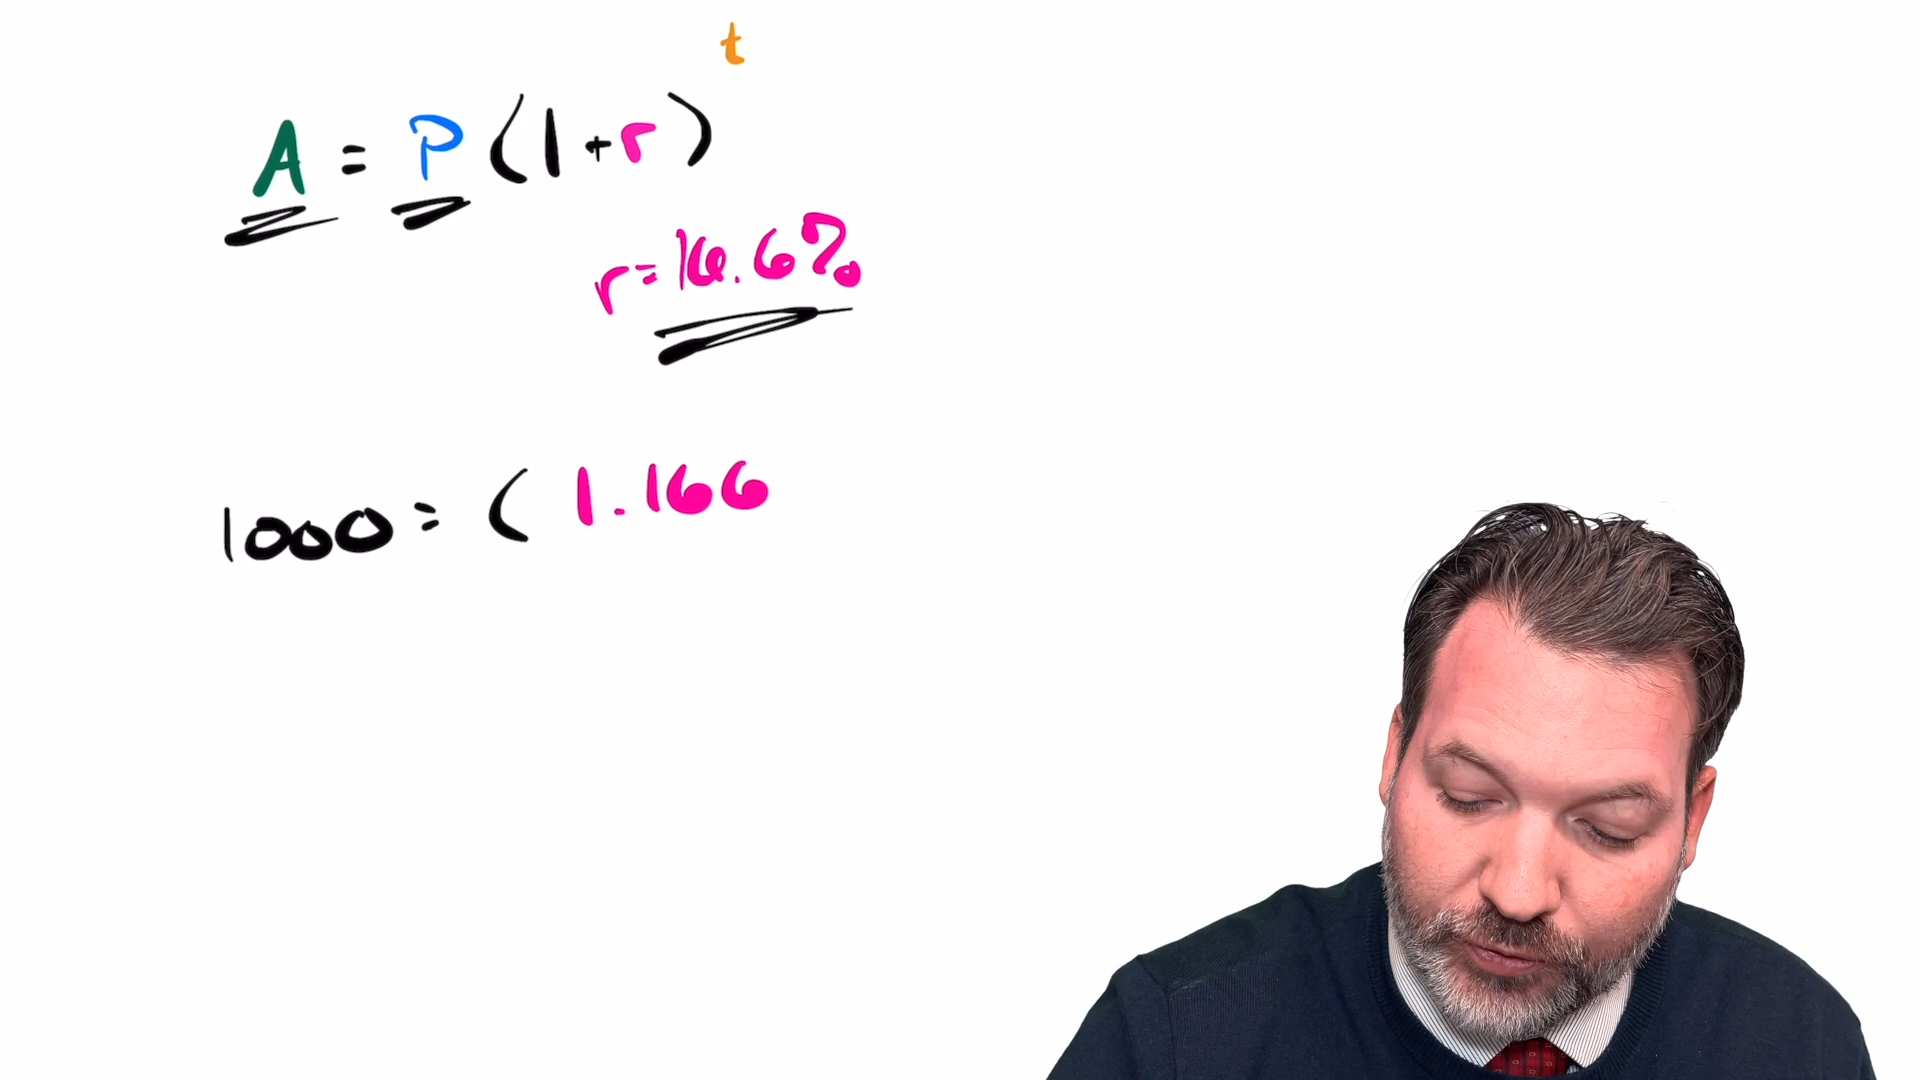 A = P (1+r)^t
r = 16.6%
1000 = ( 1.166